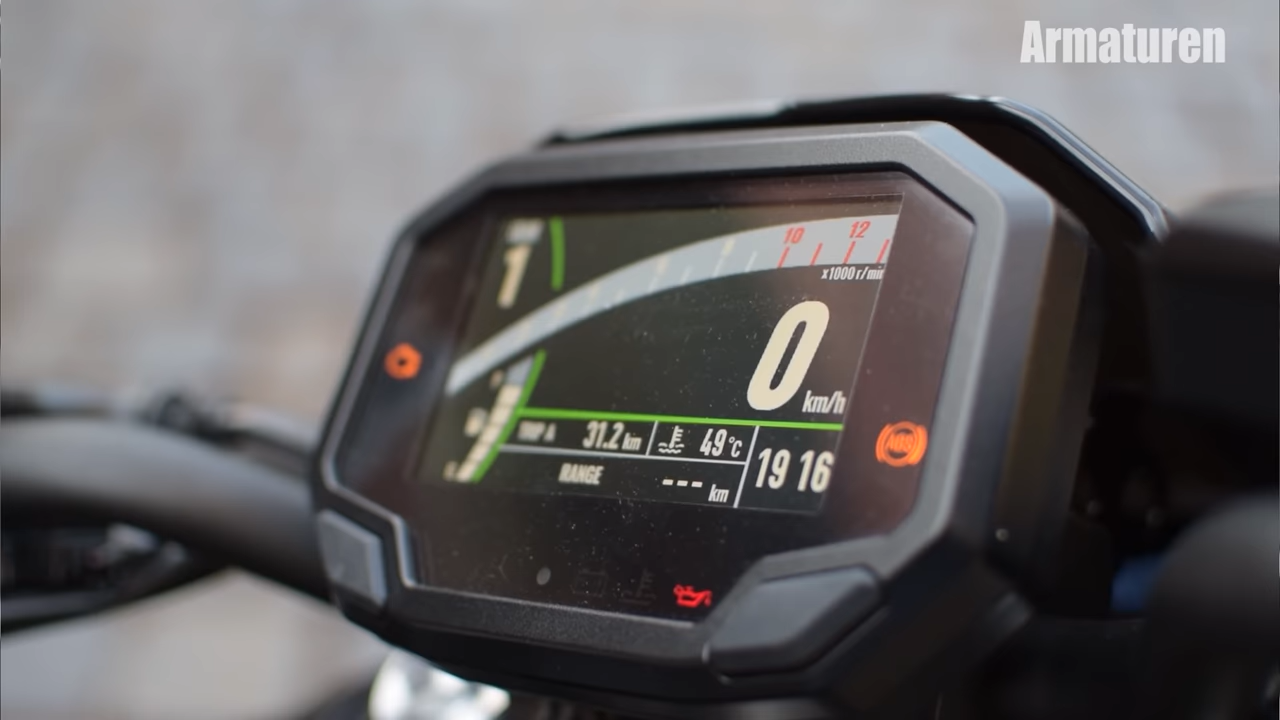 Armaturen
1
10 12
x1000 r/min
0
km/h
TRIP A 31.2 km
49°C
RANGE --- km
19 16
ABS